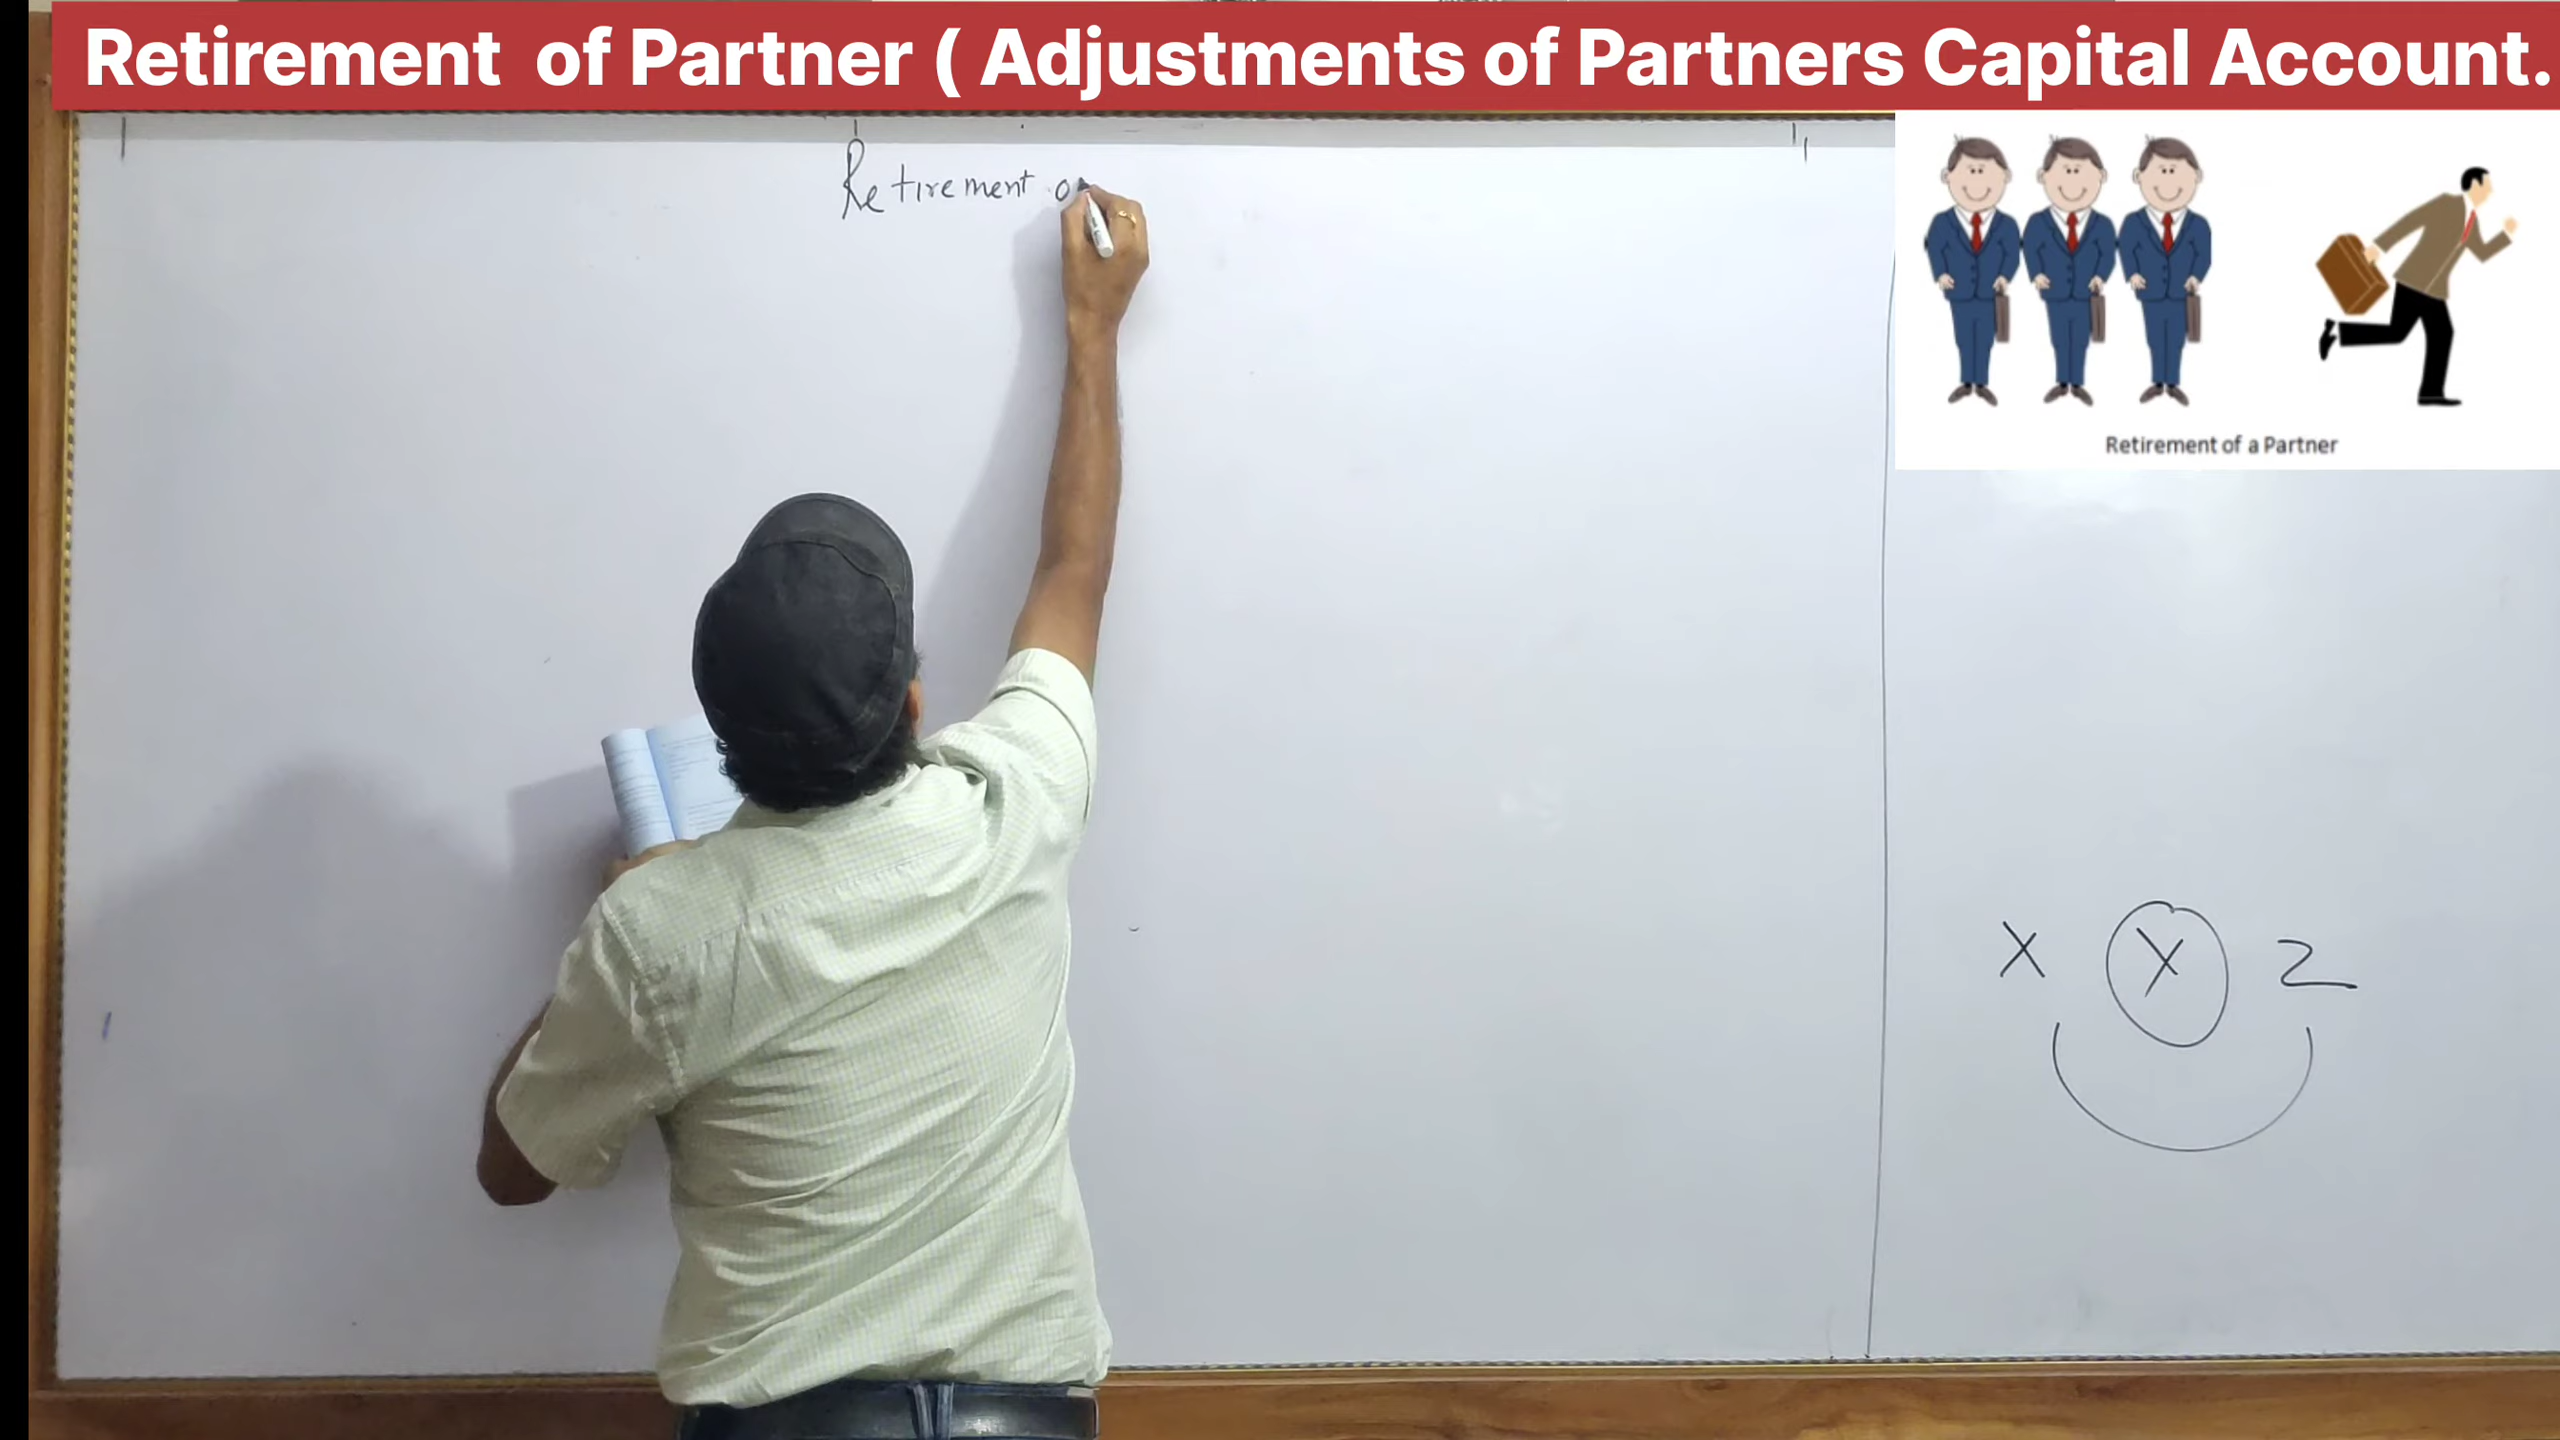 Retirement of Partner ( Adjustments of Partners Capital Account.
Retirement o
Retirement of a Partner
X Y Z